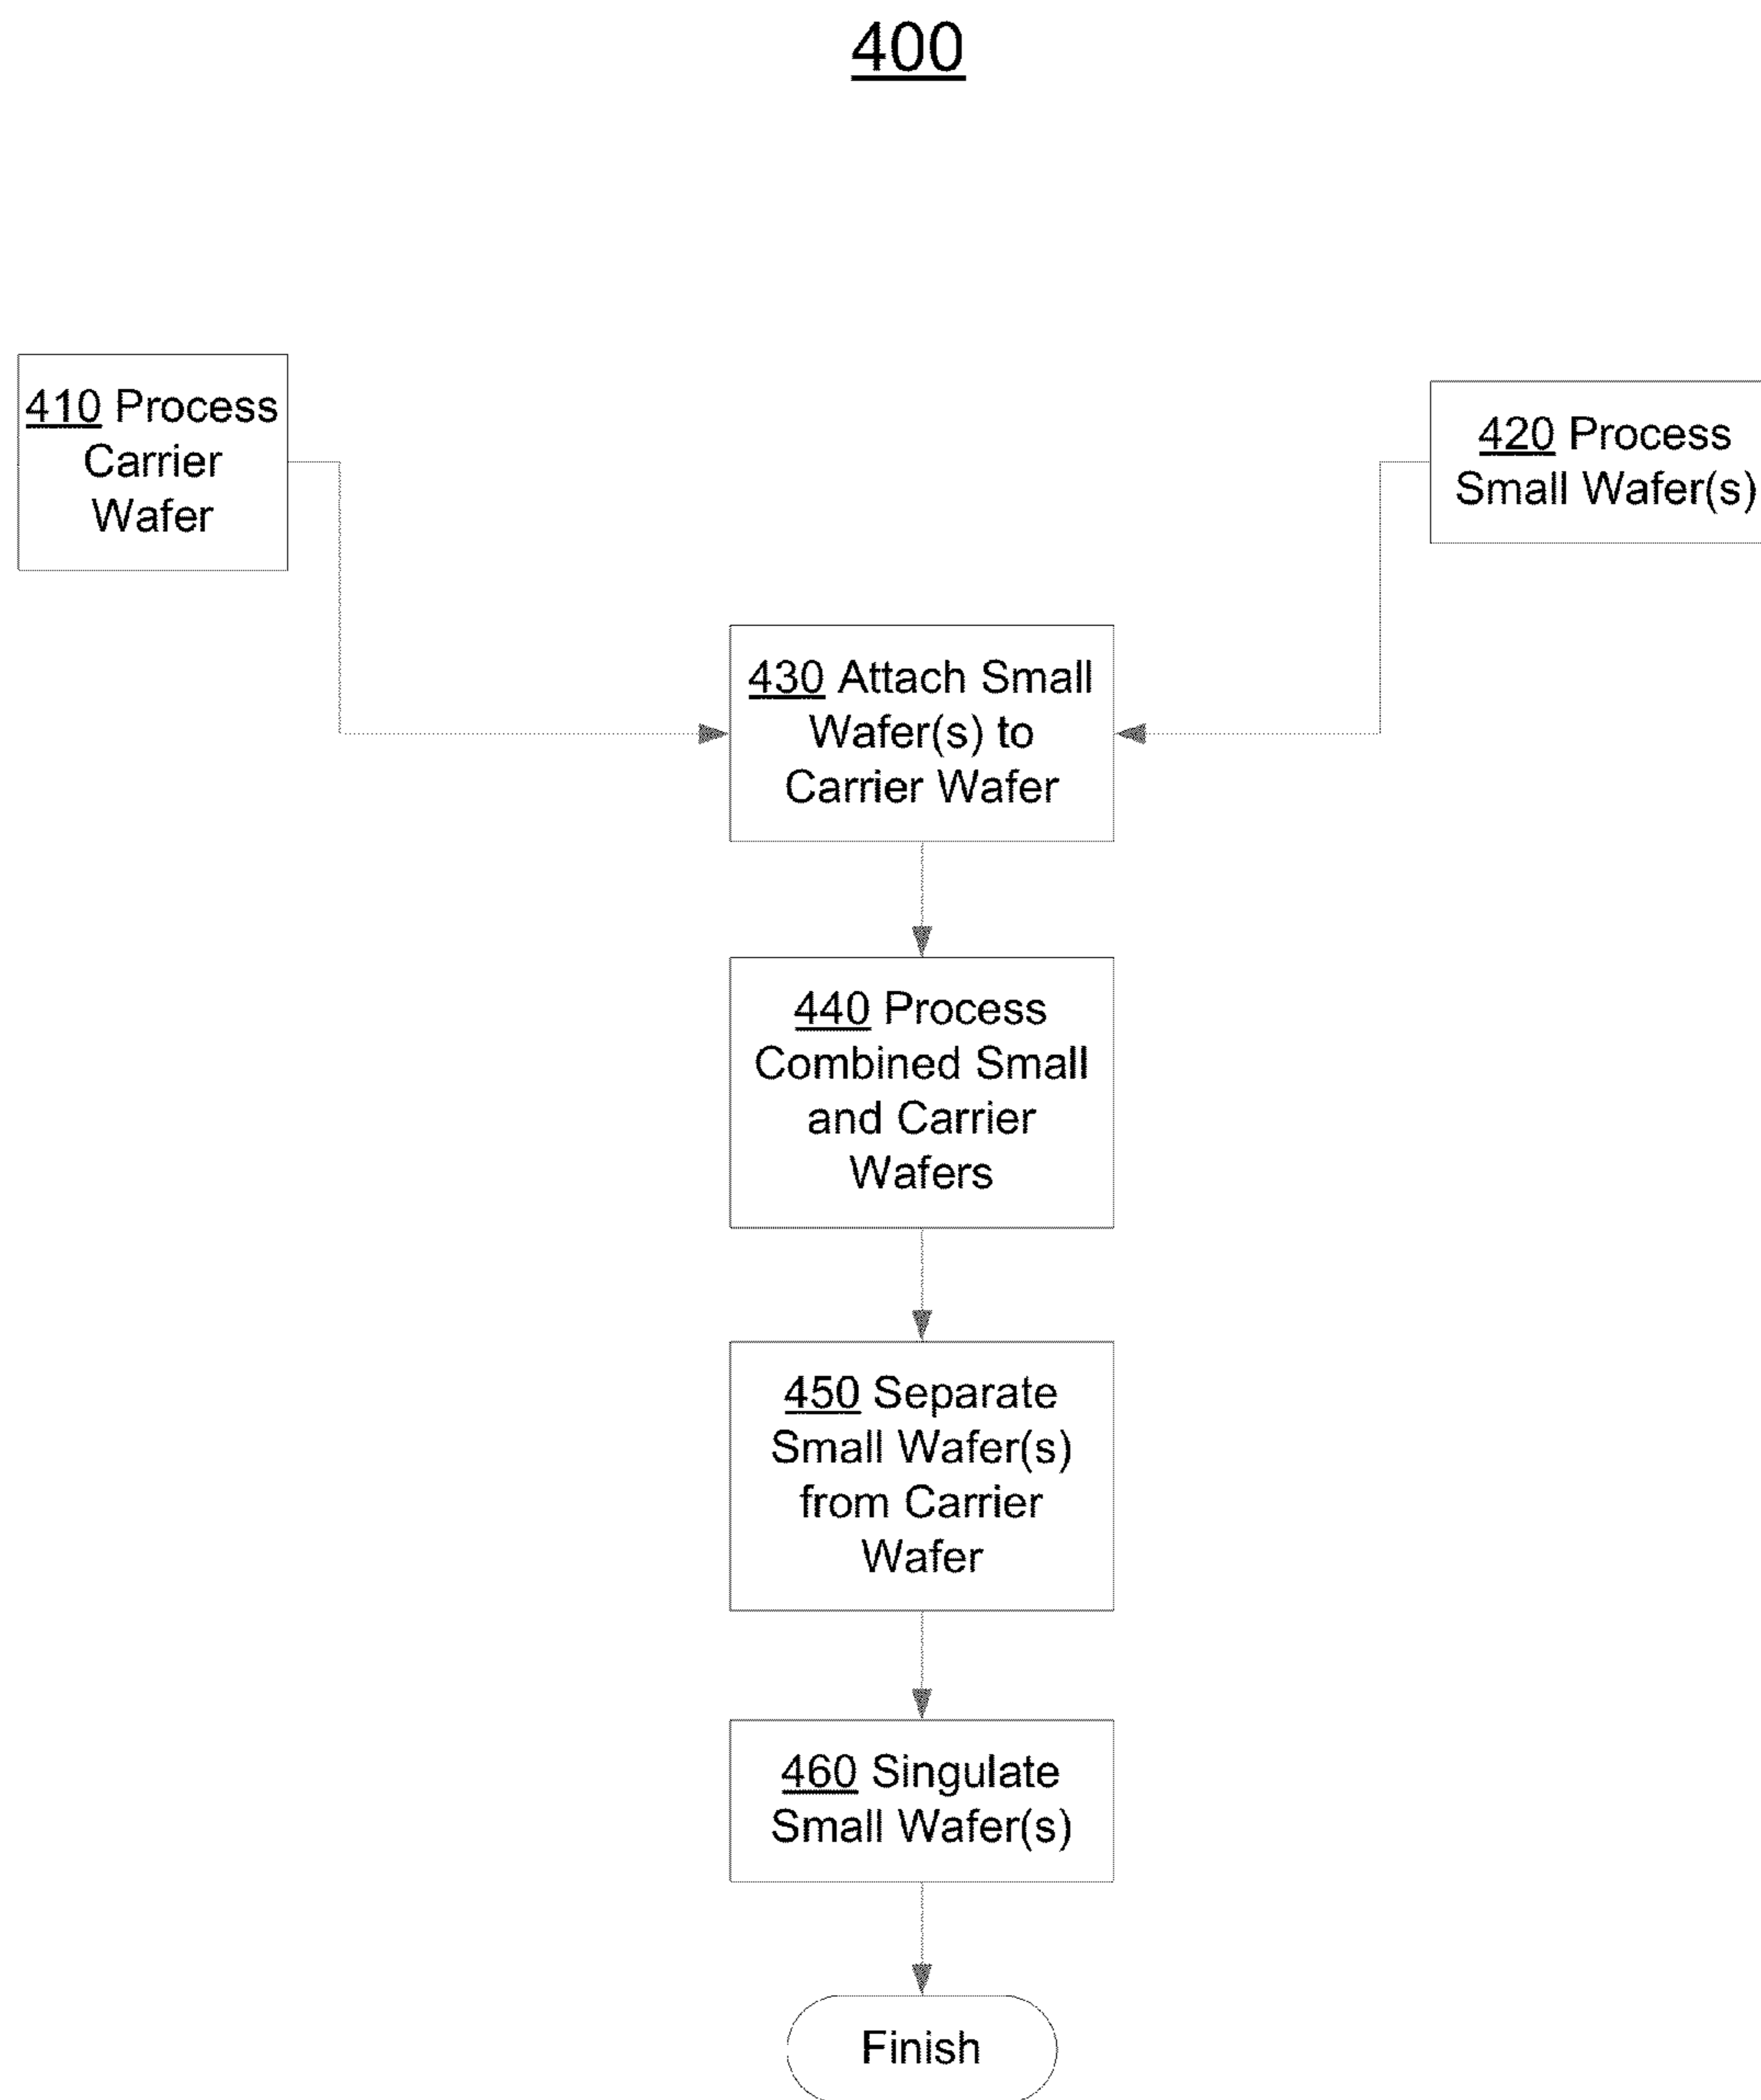 400
410 Process
Carrier
Wafer
420 Process
Small Wafer(s)
430 Attach Small
Wafer(s) to
Carrier Wafer
440 Process
Combined Small
and Carrier
Wafers
450 Separate
Small Wafer(s)
from Carrier
Wafer
460 Singulate
Small Wafer(s)
Finish